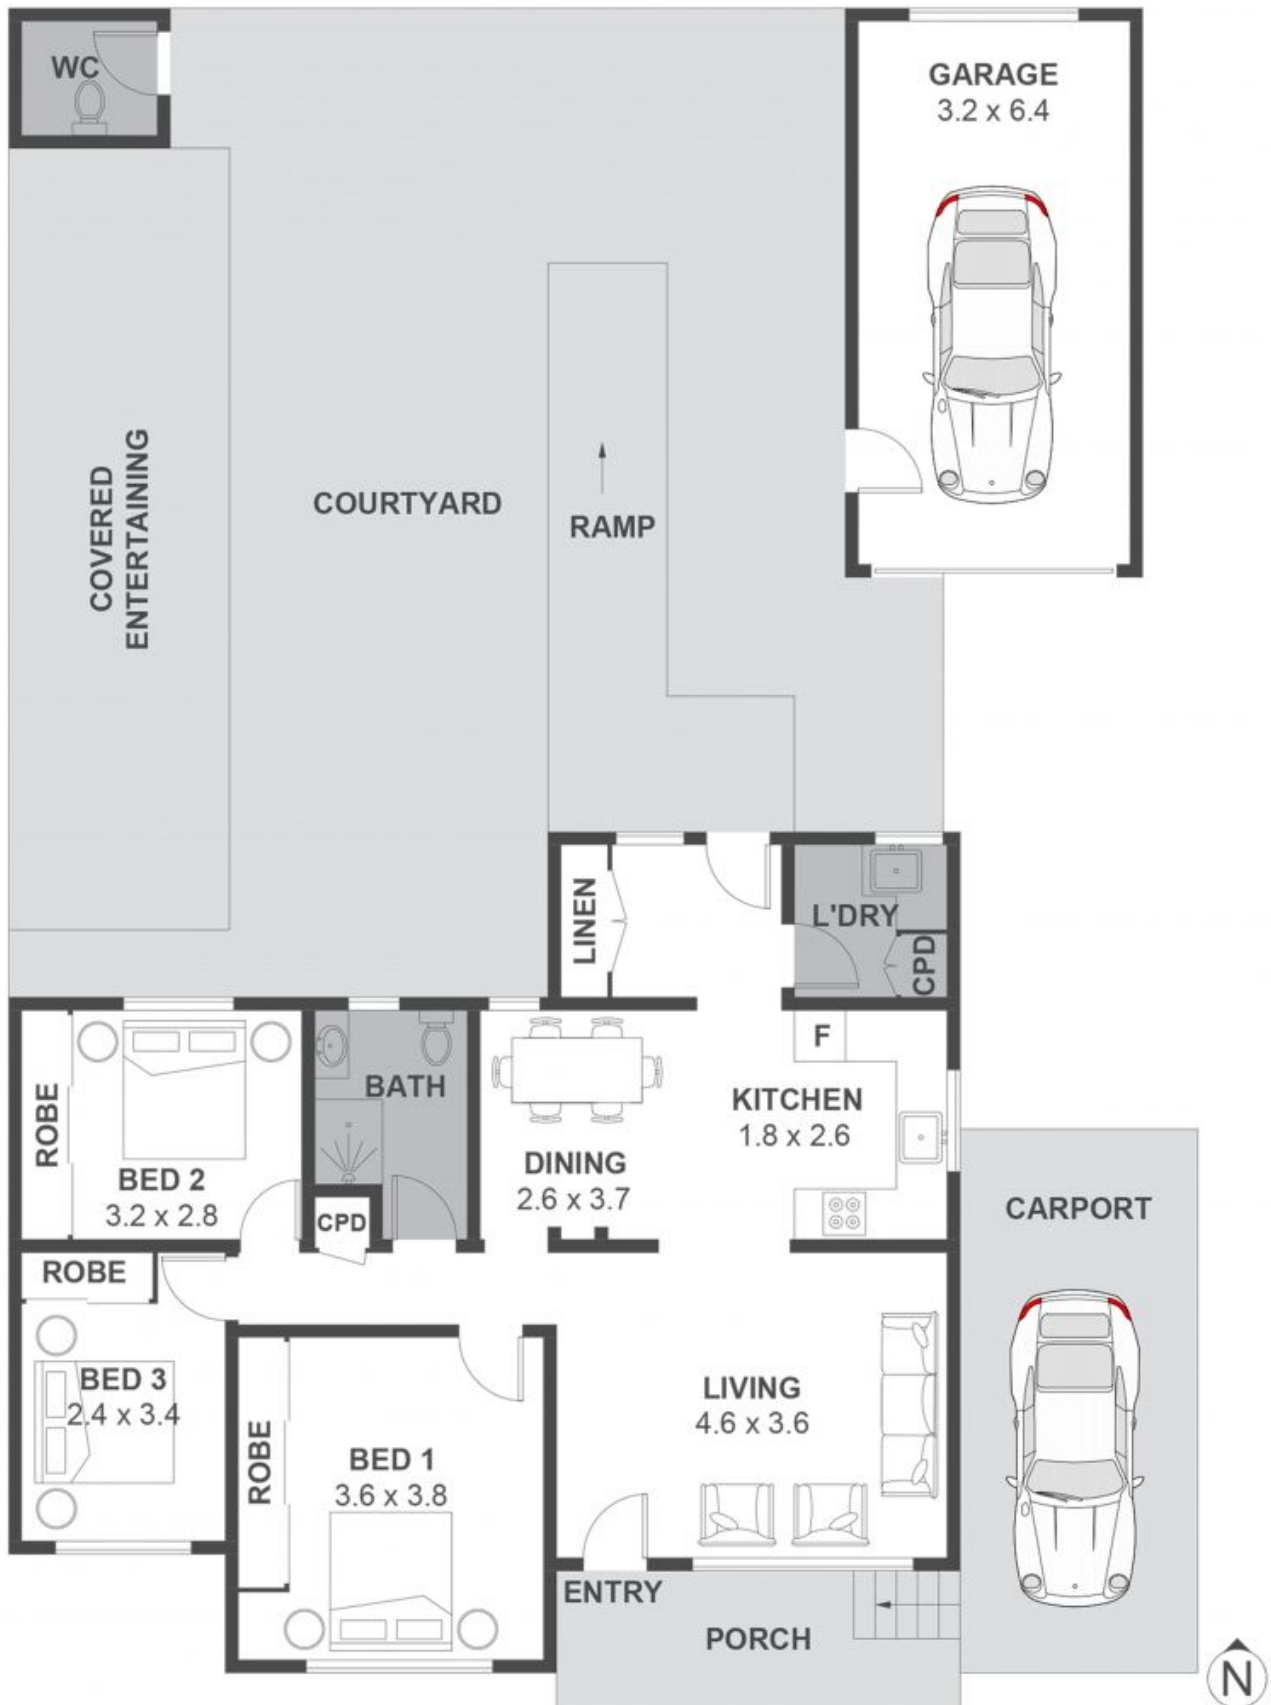 WC
GARAGE
3.2 x 6.4
COVERED
ENTERTAINING
COURTYARD
RAMP
LINEN
L'DRY
CPD
F
ROBE
BATH
KITCHEN
1.8 x 2.6
BED 2
3.2 x 2.8
DINING
2.6 x 3.7
CPD
CARPORT
ROBE
BED 3
2.4 x 3.4
LIVING
4.6 x 3.6
ROBE
BED 1
3.6 x 3.8
ENTRY
PORCH
N